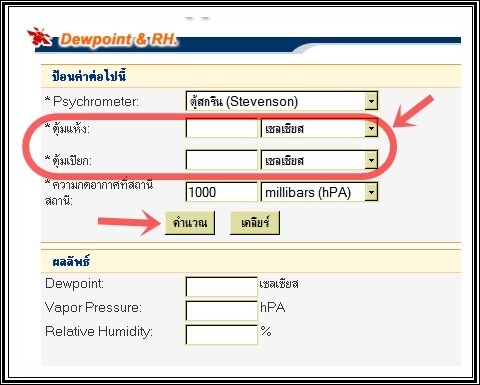 Dewpoint & RH.
ป้อนค่าต่อไปนี้
* Psychrometer: ตู้สกรีน (Stevenson)
* ตุ้มแห้ง: เซลเซียส
* ตุ้มเปียก: เซลเซียส
* ความกดอากาศที่สถานี
สถานี: 1000 millibars (hPA)
คำนวณ เคลียร์
ผลลัพธ์
Dewpoint: เซลเซียส
Vapor Pressure: hPA
Relative Humidity: %